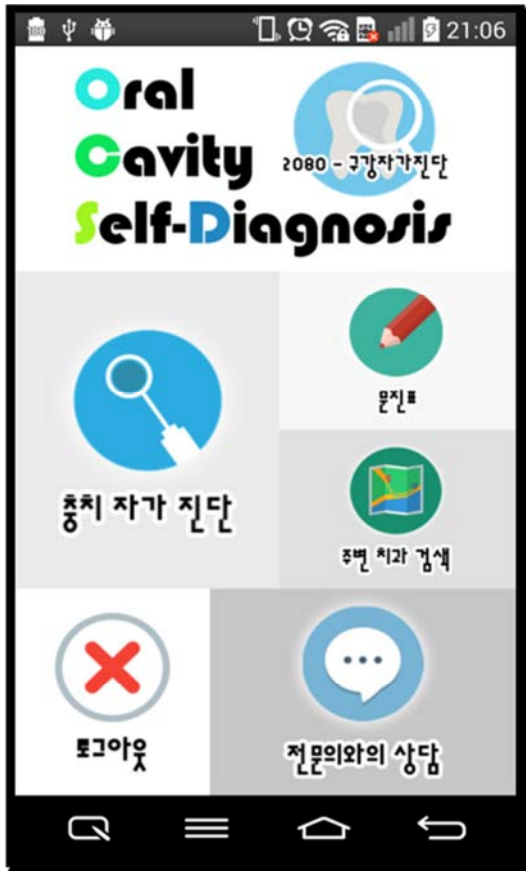 21:06
Oral
Cavity
2080 - 구강자가진단
Self-Diagnosis
충치 자가 진단
문진표
주변 치과 검색
로그아웃
전문의와의 상담